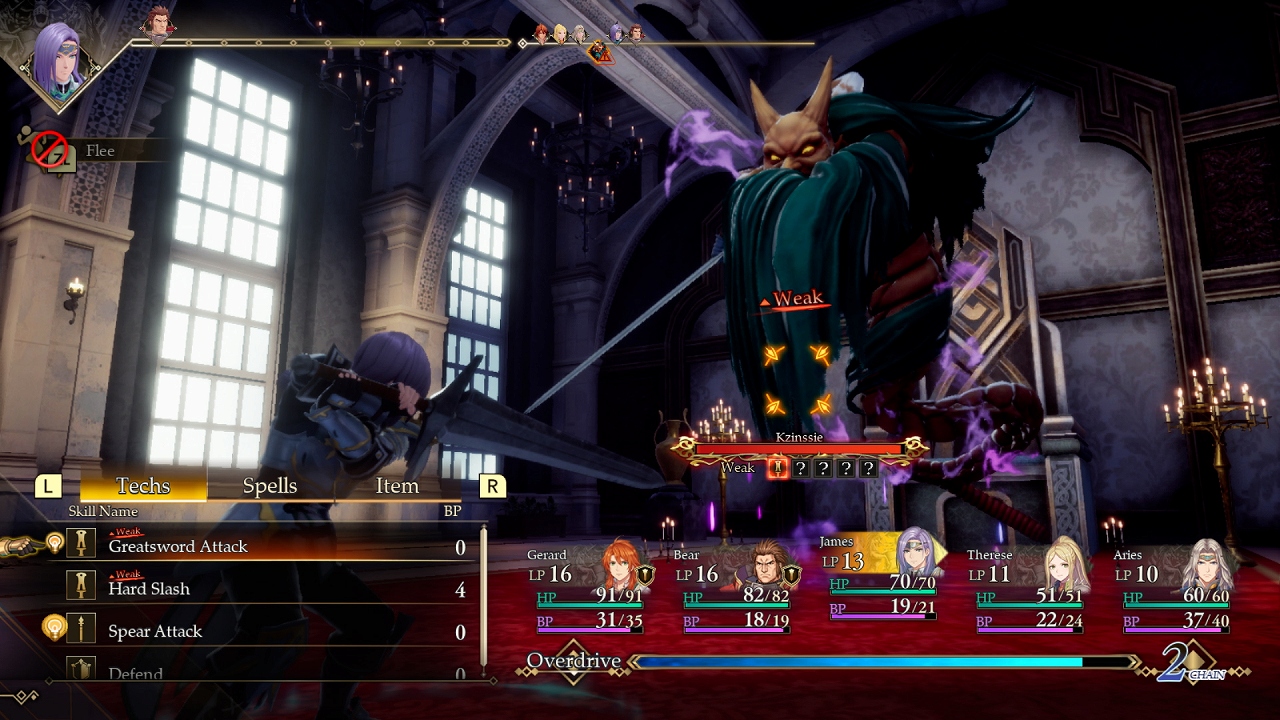 Flee
Weak
Kzinssie
Weak ? ? ? ?
L Techs Spells Item R
Skill Name BP
Weak
Greatsword Attack 0
Weak
Hard Slash 4
Spear Attack 0
Defend 0
Gerard
LP 16
HP 91/91
BP 31/35
Bear
LP 16
HP 82/82
BP 18/19
James
LP 13
HP 70/70
BP 19/21
Therese
LP 11
HP 51/51
BP 22/24
Aries
LP 10
HP 60/60
BP 37/40
Overdrive
2 CHAIN